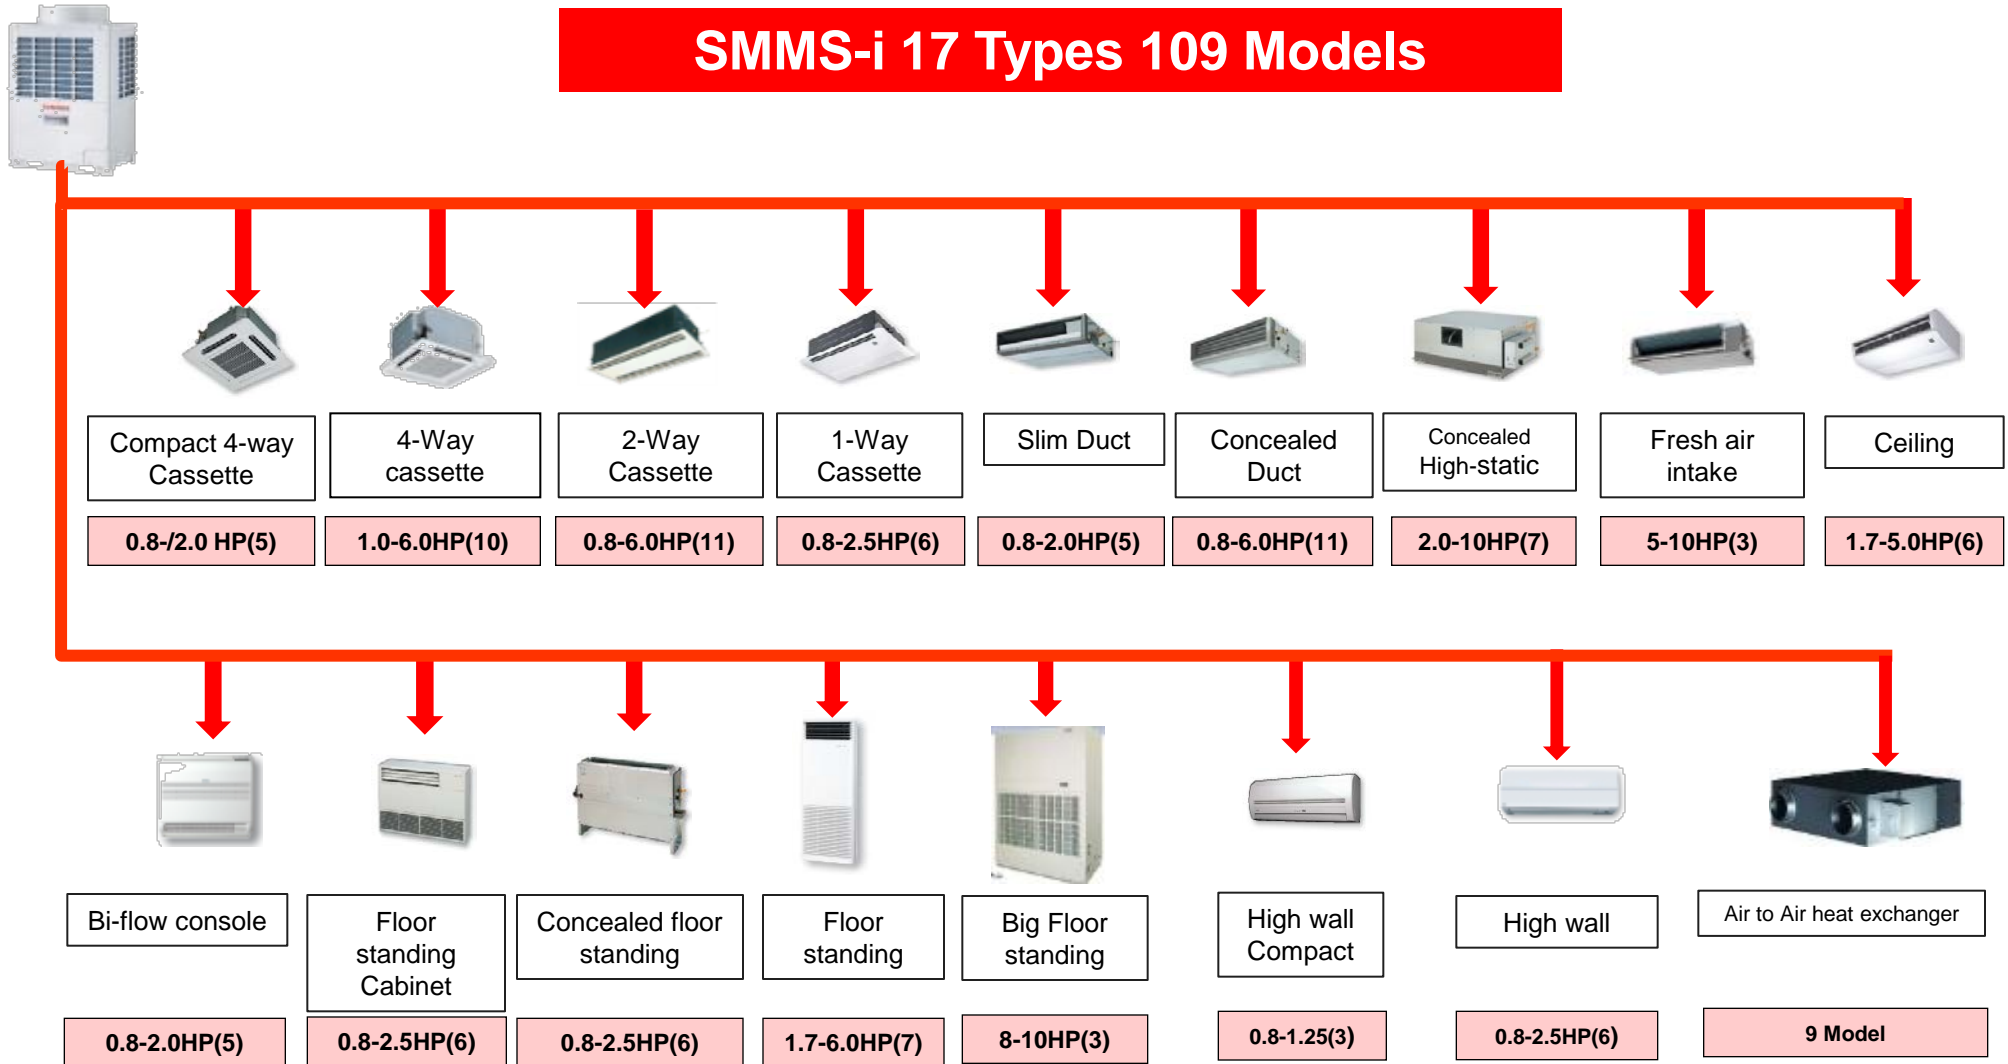 SMMS-i 17 Types 109 Models
Compact 4-way
Cassette
4-Way
cassette
2-Way
Cassette
1-Way
Cassette
Slim Duct
Concealed
Duct
Concealed
High-static
Fresh air
intake
Ceiling
0.8-/2.0 HP(5)
1.0-6.0HP(10)
0.8-6.0HP(11)
0.8-2.5HP(6)
0.8-2.0HP(5)
0.8-6.0HP(11)
2.0-10HP(7)
5-10HP(3)
1.7-5.0HP(6)
Bi-flow console
Floor
standing
Cabinet
Concealed floor
standing
Floor
standing
Big Floor
standing
High wall
Compact
High wall
Air to Air heat exchanger
0.8-2.0HP(5)
0.8-2.5HP(6)
0.8-2.5HP(6)
1.7-6.0HP(7)
8-10HP(3)
0.8-1.25(3)
0.8-2.5HP(6)
9 Model